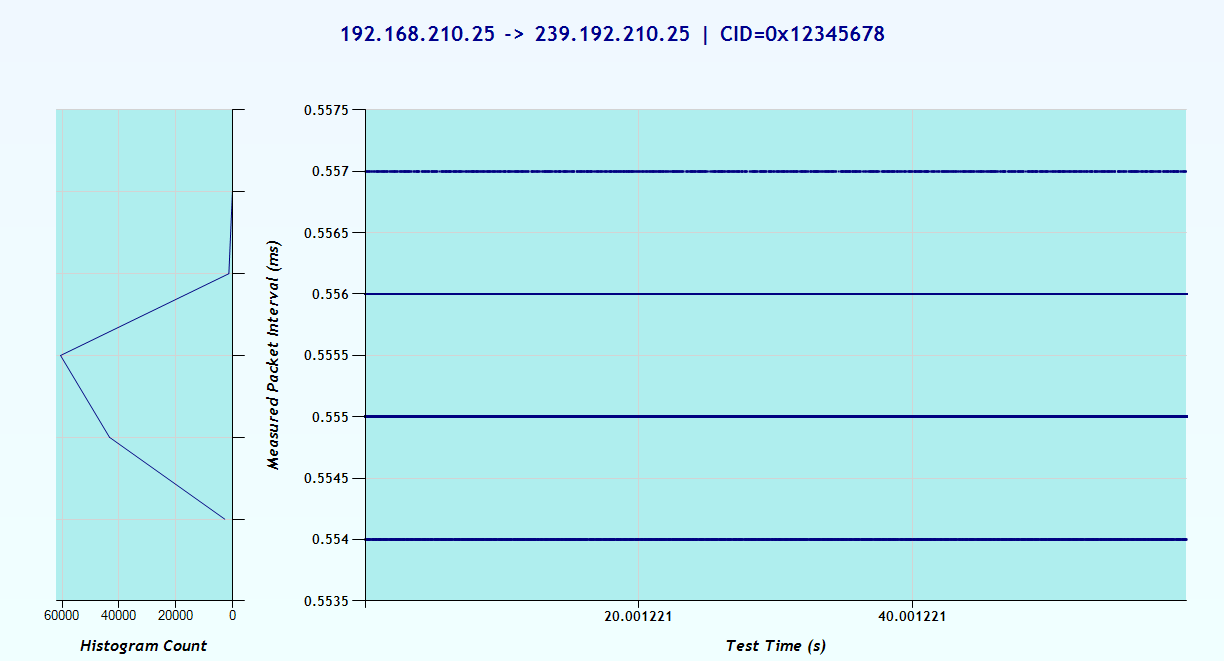 192.168.210.25 -> 239.192.210.25 | CID=0x12345678
0.5575
0.557
0.5565
0.556
0.5555
0.555
0.5545
0.554
0.5535
Measured Packet Interval (ms)
60000 40000 20000 0
20.001221 40.001221
Histogram Count
Test Time (s)